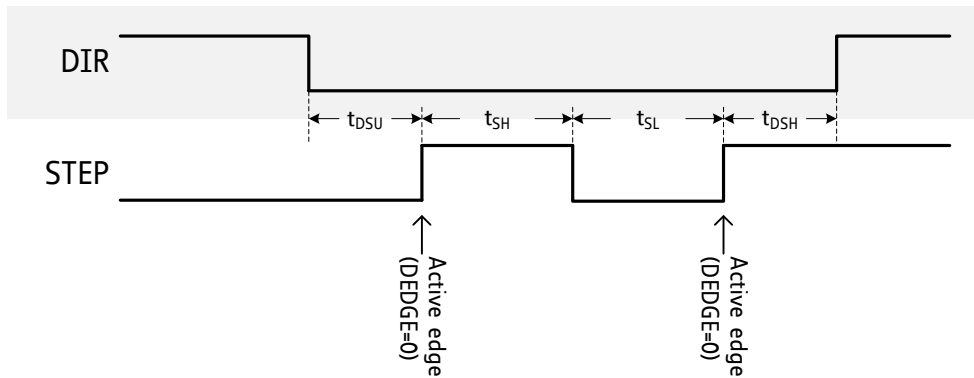 DIR
tDSU tSH tSL tDSH
STEP
Active edge
(DEDGE=0)
Active edge
(DEDGE=0)